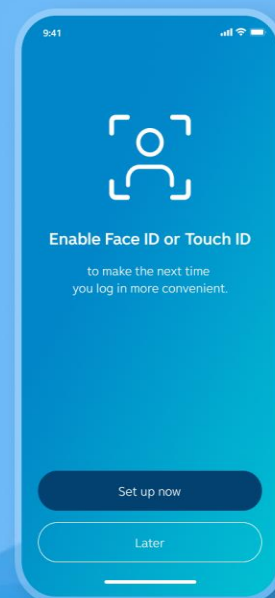 9:41
Enable Face ID or Touch ID
to make the next time
you log in more convenient.
Set up now
Later